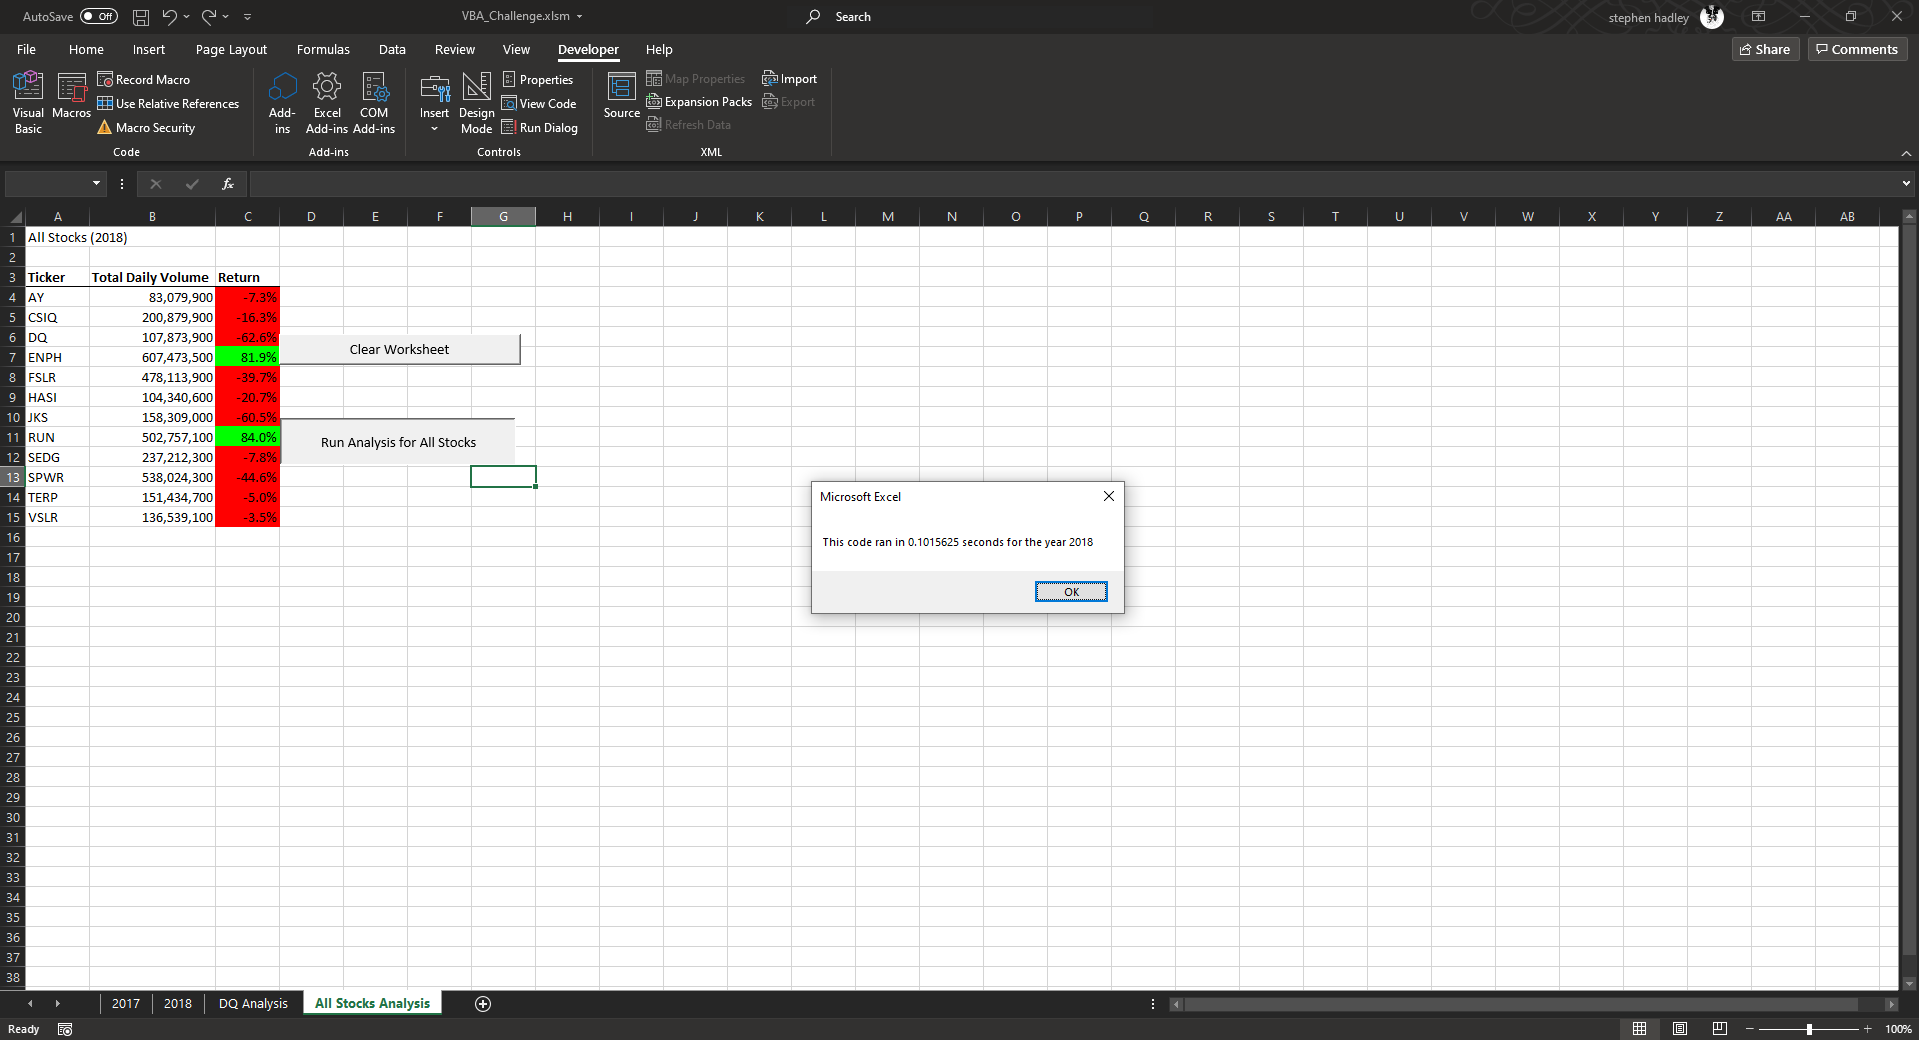 AutoSave Off VBA_Challenge.xlsm Search stephen hadley
File Home Insert Page Layout Formulas Data Review View Developer Help Share Comments
Visual Basic
Macros
Record Macro
Use Relative References
Macro Security
Code
Add-ins
Excel Add-ins
COM Add-ins
Add-ins
Insert
Design Mode
Properties
View Code
Run Dialog
Controls
Source
Map Properties
Expansion Packs
Refresh Data
Import
Export
XML
fx
A B C D E F G H I J K L M N O P Q R S T U V W X Y Z AA AB
1 All Stocks (2018)
2
3 Ticker Total Daily Volume Return
4 AY 83,079,900 -7.3%
5 CSIQ 200,879,900 -16.3%
6 DQ 107,873,900 -62.6%
7 ENPH 607,473,500 81.9%
8 FSLR 478,113,900 -39.7%
9 HASI 104,340,600 -20.7%
10 JKS 158,309,000 -60.5%
11 RUN 502,757,100 84.0%
12 SEDG 237,212,300 -7.8%
13 SPWR 538,024,300 -44.6%
14 TERP 151,434,700 -5.0%
15 VSLR 136,539,100 -3.5%
16
17
18
19
20
21
22
23
24
25
26
27
28
29
30
31
32
33
34
35
36
37
38
Clear Worksheet
Run Analysis for All Stocks
Microsoft Excel
This code ran in 0.1015625 seconds for the year 2018
OK
2017 2018 DQ Analysis All Stocks Analysis
Ready 100%